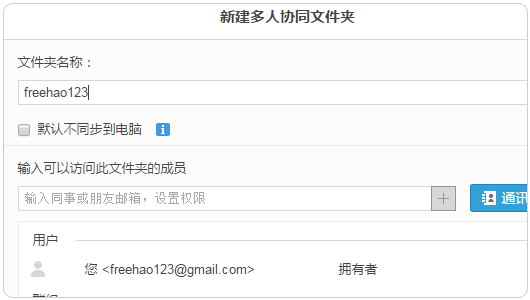 新建多人协同文件夹
文件夹名称：
freehao123
默认不同步到电脑
输入可以访问此文件夹的成员
输入同事或朋友邮箱，设置权限
通讯
用户
您 <freehao123@gmail.com> 拥有者